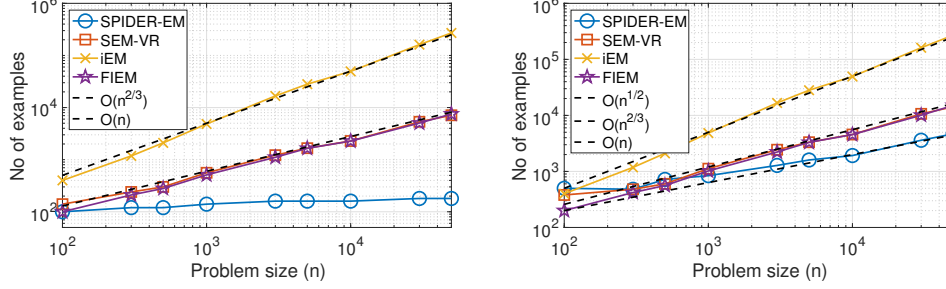 10^6
10^4
10^2
No of examples
SPIDER-EM
SEM-VR
iEM
FIEM
O(n^{2/3})
O(n)
10^2
10^3
10^4
Problem size (n)
10^6
10^5
10^4
10^3
10^2
No of examples
SPIDER-EM
SEM-VR
iEM
FIEM
O(n^{1/2})
O(n^{2/3})
O(n)
10^2
10^3
10^4
Problem size (n)